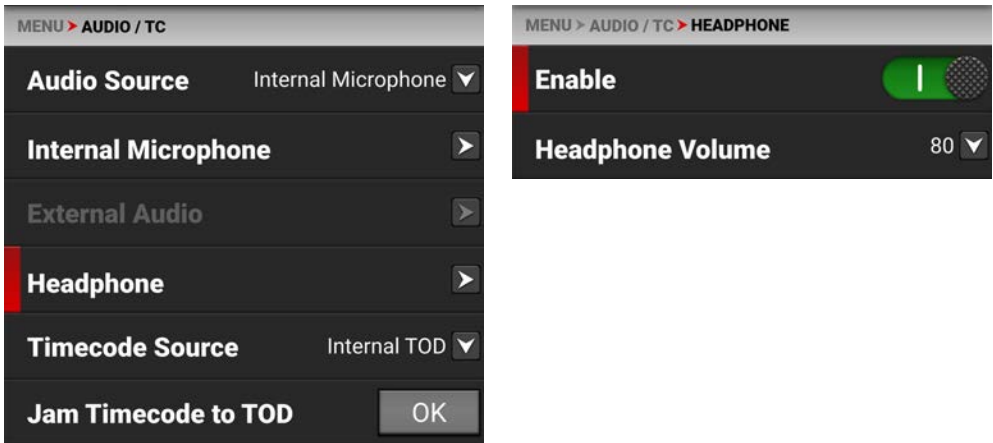 MENU > AUDIO / TC
Audio Source Internal Microphone
Internal Microphone
External Audio
Headphone
Timecode Source Internal TOD
Jam Timecode to TOD OK
MENU > AUDIO / TC > HEADPHONE
Enable
Headphone Volume 80